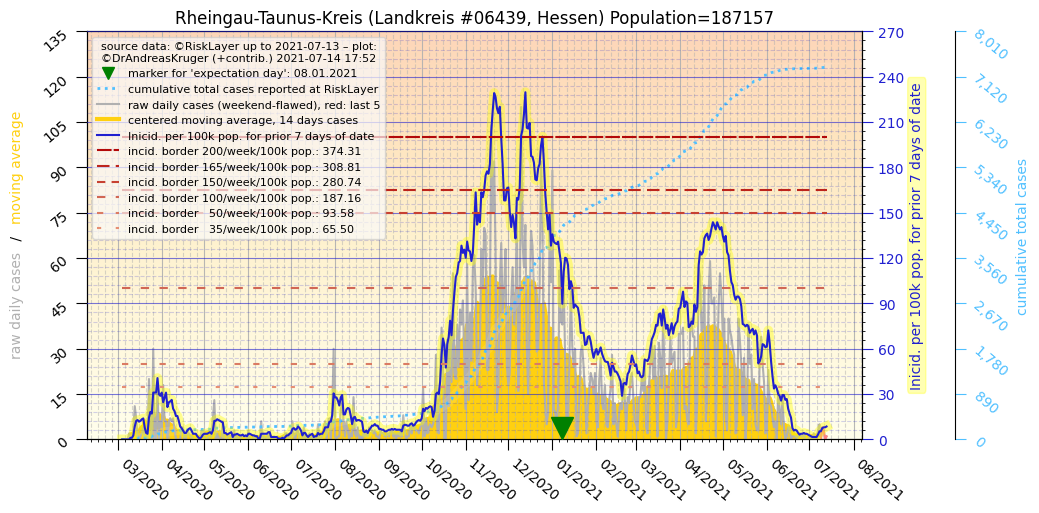 Rheingau-Taunus-Kreis (Landkreis #06439, Hessen) Population=187157
source data: ©RiskLayer up to 2021-07-13 – plot:
©DrAndreasKruger (+contrib.) 2021-07-14 17:52
marker for 'expectation day': 08.01.2021
cumulative total cases reported at RiskLayer
raw daily cases (weekend-flawed), red: last 5
centered moving average, 14 days cases
Inicid. per 100k pop. for prior 7 days of date
incid. border 200/week/100k pop.: 374.31
incid. border 165/week/100k pop.: 308.81
incid. border 150/week/100k pop.: 280.74
incid. border 100/week/100k pop.: 187.16
incid. border   50/week/100k pop.: 93.58
incid. border   35/week/100k pop.: 65.50
raw daily cases  /  moving average
135
120
105
90
75
60
45
30
15
0
03/2020
04/2020
05/2020
06/2020
07/2020
08/2020
09/2020
10/2020
11/2020
12/2020
01/2021
02/2021
03/2021
04/2021
05/2021
06/2021
07/2021
08/2021
270
240
210
180
150
120
90
60
30
0
Inicid. per 100k pop. for prior 7 days of date
8,010
7,120
6,230
5,340
4,450
3,560
2,670
1,780
890
0
cumulative total cases